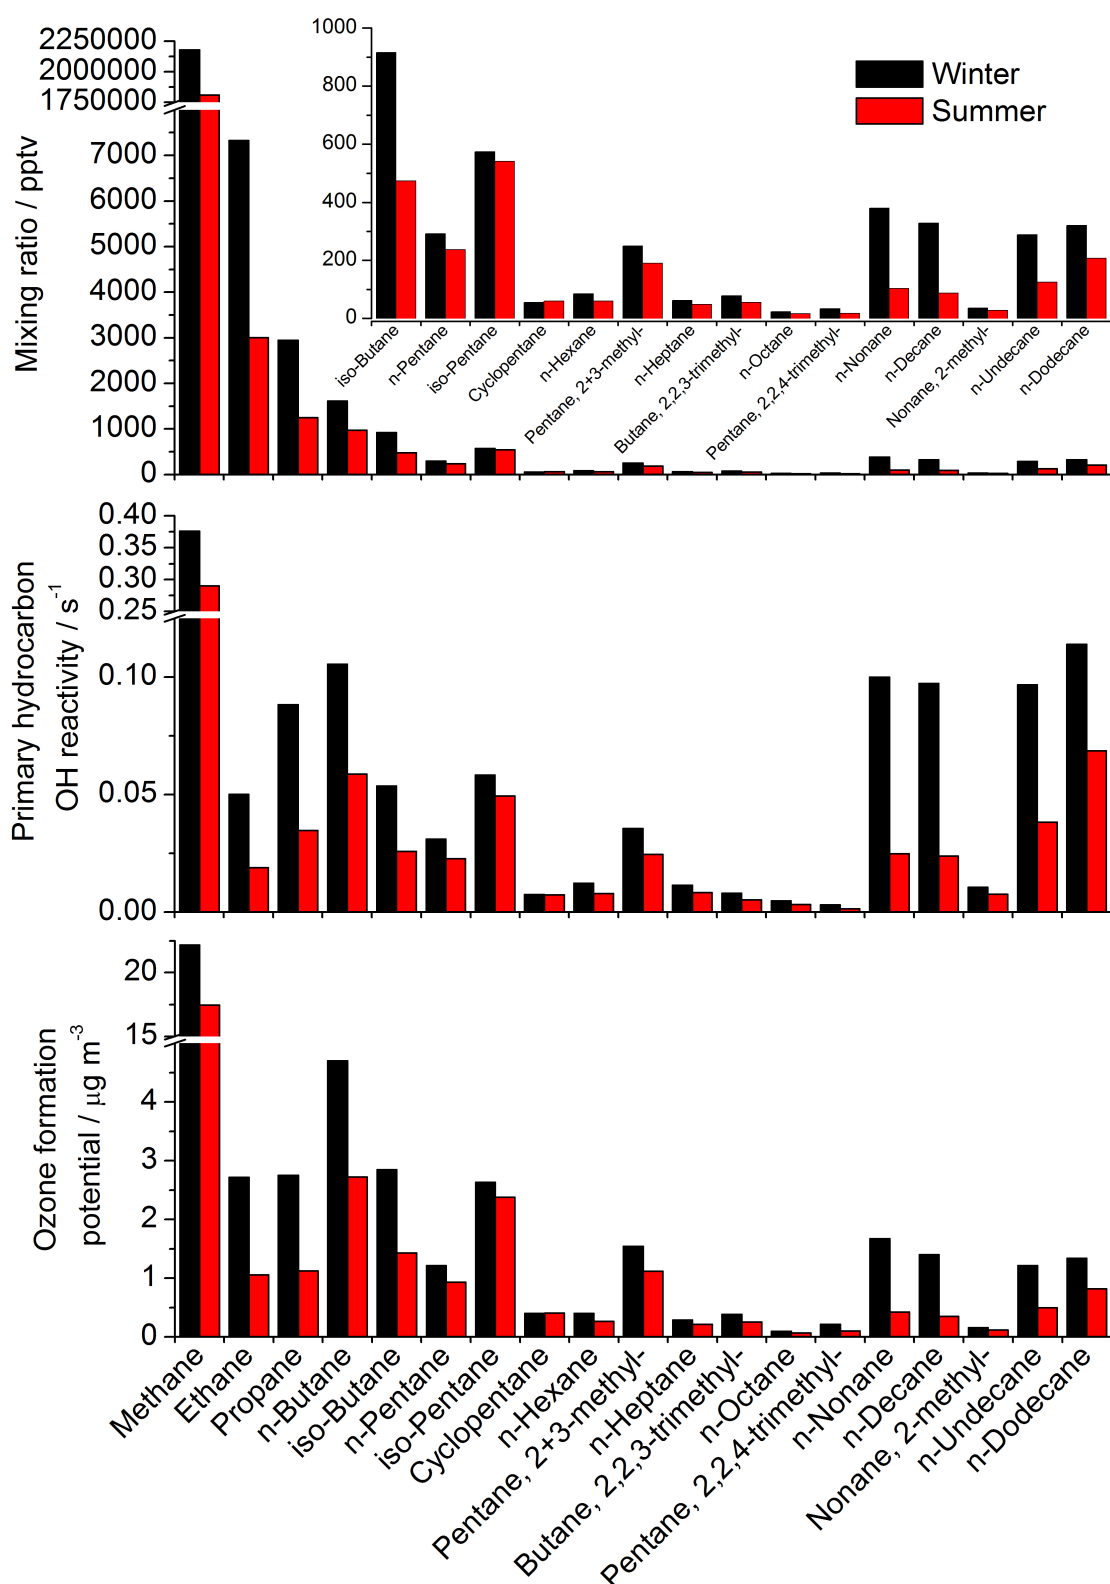 2250000
2000000
1750000
7000
6000
5000
4000
3000
2000
1000
0
Mixing ratio / pptv
1000
800
600
400
200
0
Winter
Summer
iso-Butane
n-Pentane
iso-Pentane
Cyclopentane
n-Hexane
Pentane, 2+3-methyl-
n-Heptane
Butane, 2,2,3-trimethyl-
n-Octane
Pentane, 2,2,4-trimethyl-
n-Nonane
n-Decane
Nonane, 2-methyl-
n-Undecane
n-Dodecane
0.40
0.35
0.30
0.25
0.10
0.05
0.00
Primary hydrocarbon
OH reactivity / s⁻¹
20
15
4
3
2
1
0
Ozone formation
potential / μg m⁻³
Methane
Ethane
Propane
n-Butane
iso-Butane
n-Pentane
iso-Pentane
Cyclopentane
n-Hexane
Pentane, 2+3-methyl-
n-Heptane
Butane, 2,2,3-trimethyl-
n-Octane
Pentane, 2,2,4-trimethyl-
n-Nonane
n-Decane
Nonane, 2-methyl-
n-Undecane
n-Dodecane